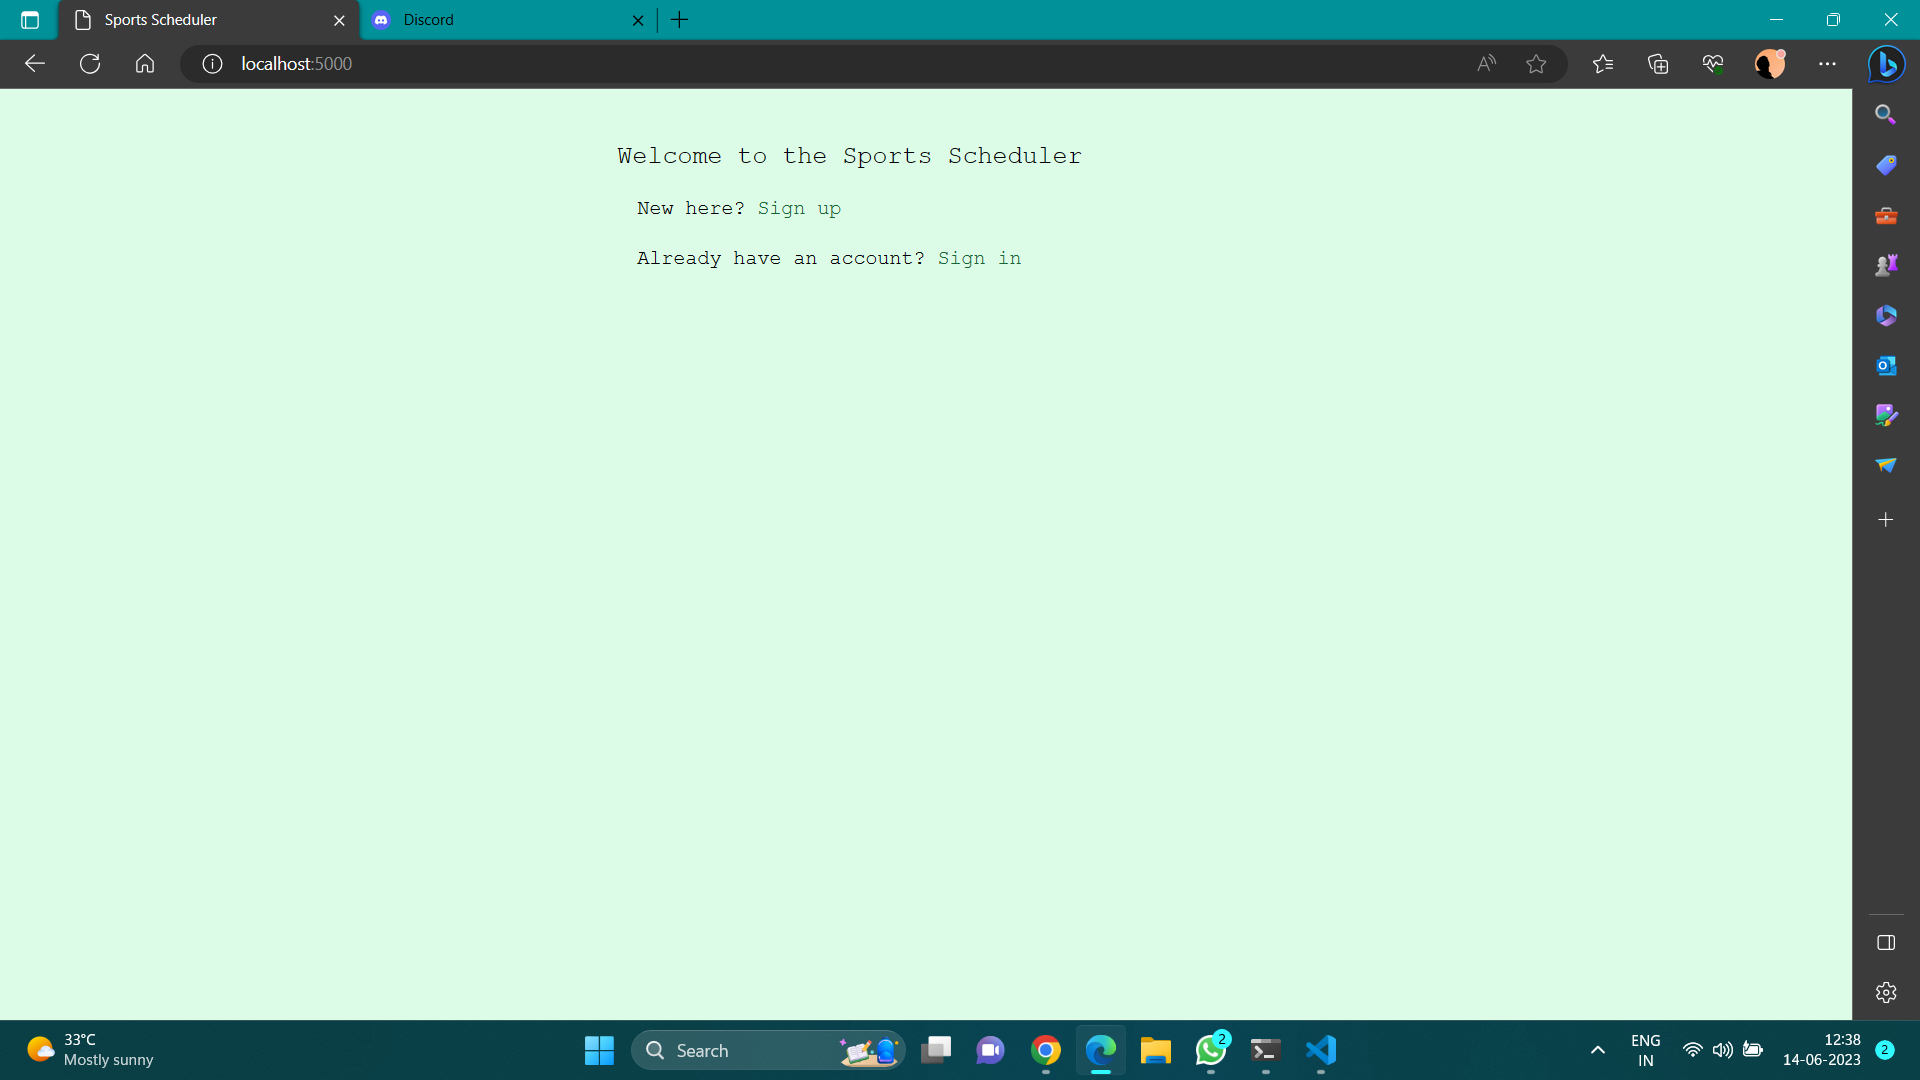 Sports Scheduler
Discord
localhost:5000
Welcome to the Sports Scheduler
New here? Sign up
Already have an account? Sign in
33°C
Mostly sunny
Search
2
ENG
IN
12:38
14-06-2023
2